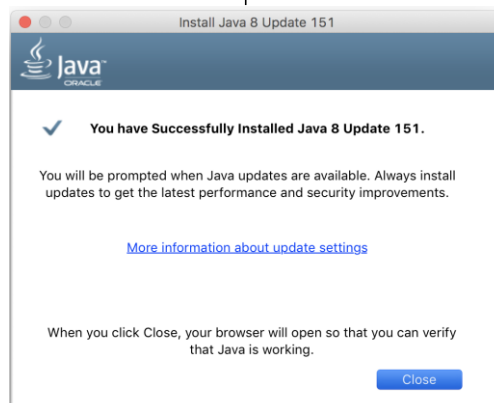 Install Java 8 Update 151
Java
ORACLE
You have Successfully Installed Java 8 Update 151.
You will be prompted when Java updates are available. Always install
updates to get the latest performance and security improvements.
More information about update settings
When you click Close, your browser will open so that you can verify
that Java is working.
Close